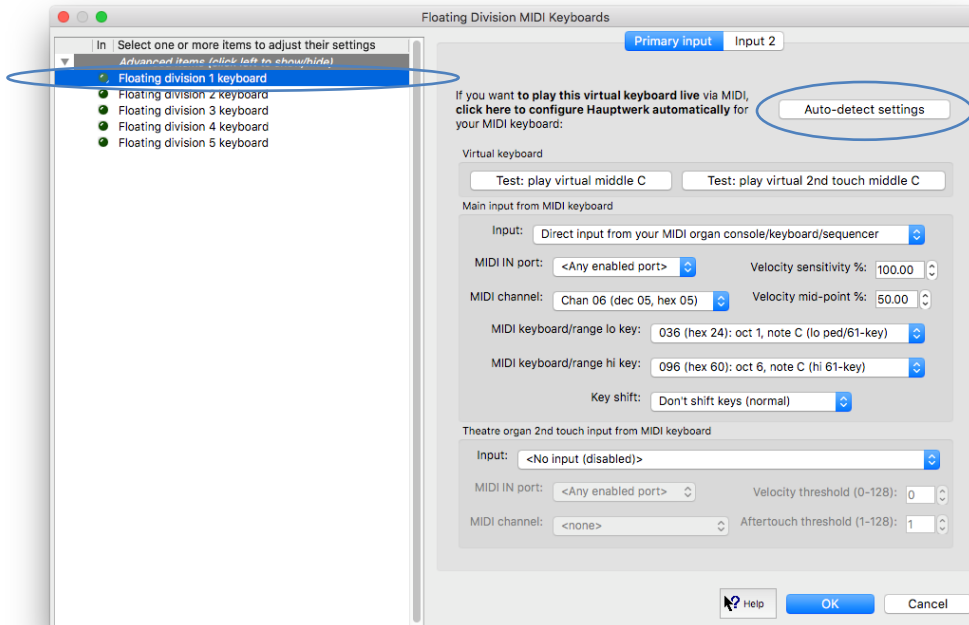 Floating Division MIDI Keyboards
In Select one or more items to adjust their settings
Advanced items (click left to show/hide)
Floating division 1 keyboard
Floating division 2 keyboard
Floating division 3 keyboard
Floating division 4 keyboard
Floating division 5 keyboard
Primary input Input 2
If you want to play this virtual keyboard live via MIDI,
click here to configure Hauptwerk automatically for
your MIDI keyboard:
Auto-detect settings
Virtual keyboard
Test: play virtual middle C Test: play virtual 2nd touch middle C
Main input from MIDI keyboard
Input: Direct input from your MIDI organ console/keyboard/sequencer
MIDI IN port: <Any enabled port> Velocity sensitivity %: 100.00
MIDI channel: Chan 06 (dec 05, hex 05) Velocity mid-point %: 50.00
MIDI keyboard/range lo key: 036 (hex 24): oct 1, note C (lo ped/61-key)
MIDI keyboard/range hi key: 096 (hex 60): oct 6, note C (hi 61-key)
Key shift: Don't shift keys (normal)
Theatre organ 2nd touch input from MIDI keyboard
Input: <No input (disabled)>
MIDI IN port: <Any enabled port> Velocity threshold (0-128): 0
MIDI channel: <none> Aftertouch threshold (1-128): 1
? Help OK Cancel